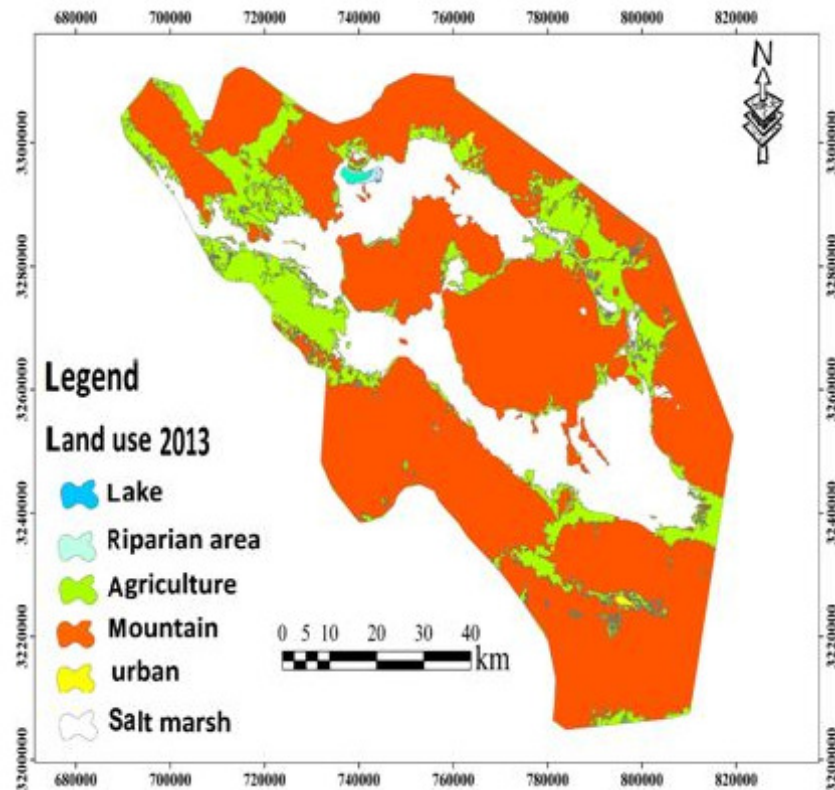 680000 700000 720000 740000 760000 780000 800000 820000
N
3300000 3300000
3280000 3280000
3260000 3260000
Legend
Land use 2013
Lake
Riparian area
Agriculture
Mountain
urban
Salt marsh
3240000 3240000
0 5 10 20 30 40
km
3220000 3220000
3200000 3200000
680000 700000 720000 740000 760000 780000 800000 820000